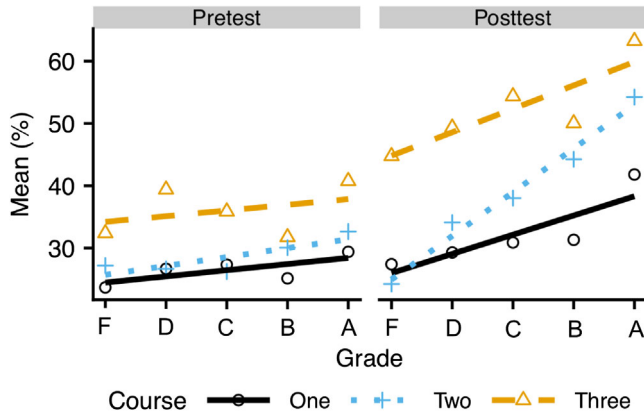 Pretest Posttest
Mean (%)
60
50
40
30
F D C B A F D C B A
Grade
Course One Two Three